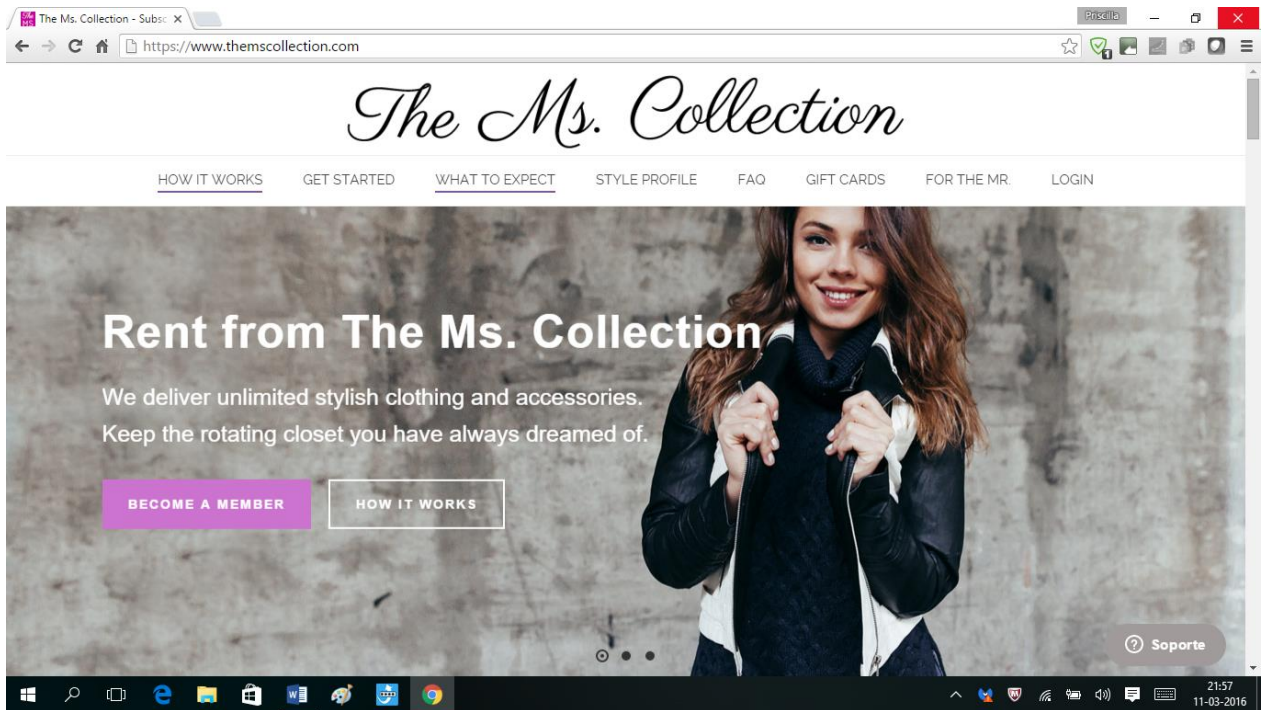 The Ms. Collection - Subsc
Priscilla
https://www.themscollection.com
1
The Ms. Collection
HOW IT WORKS GET STARTED WHAT TO EXPECT STYLE PROFILE FAQ GIFT CARDS FOR THE MR. LOGIN
Rent from The Ms. Collection
We deliver unlimited stylish clothing and accessories.
Keep the rotating closet you have always dreamed of.
BECOME A MEMBER HOW IT WORKS
Soporte
21:57
11-03-2016